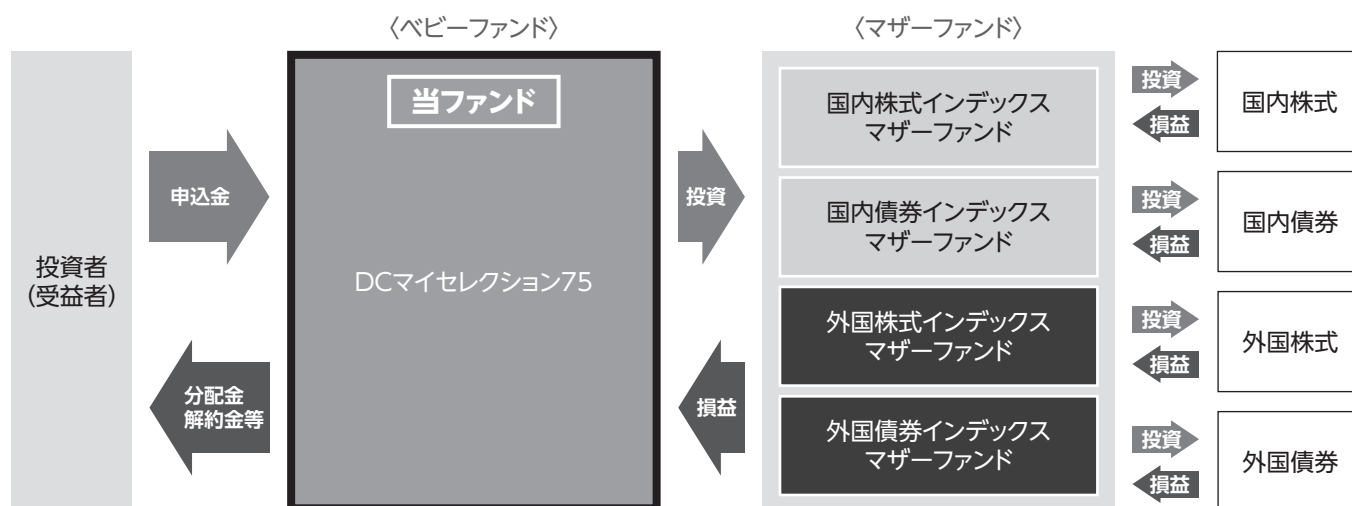 〈ベビーファンド〉
〈マザーファンド〉
投資者
(受益者)
申込金
分配金
解約金等
当ファンド
DCマイセレクション75
投資
損益
国内株式インデックス
マザーファンド
国内債券インデックス
マザーファンド
外国株式インデックス
マザーファンド
外国債券インデックス
マザーファンド
投資
損益
国内株式
投資
損益
国内債券
投資
損益
外国株式
投資
損益
外国債券